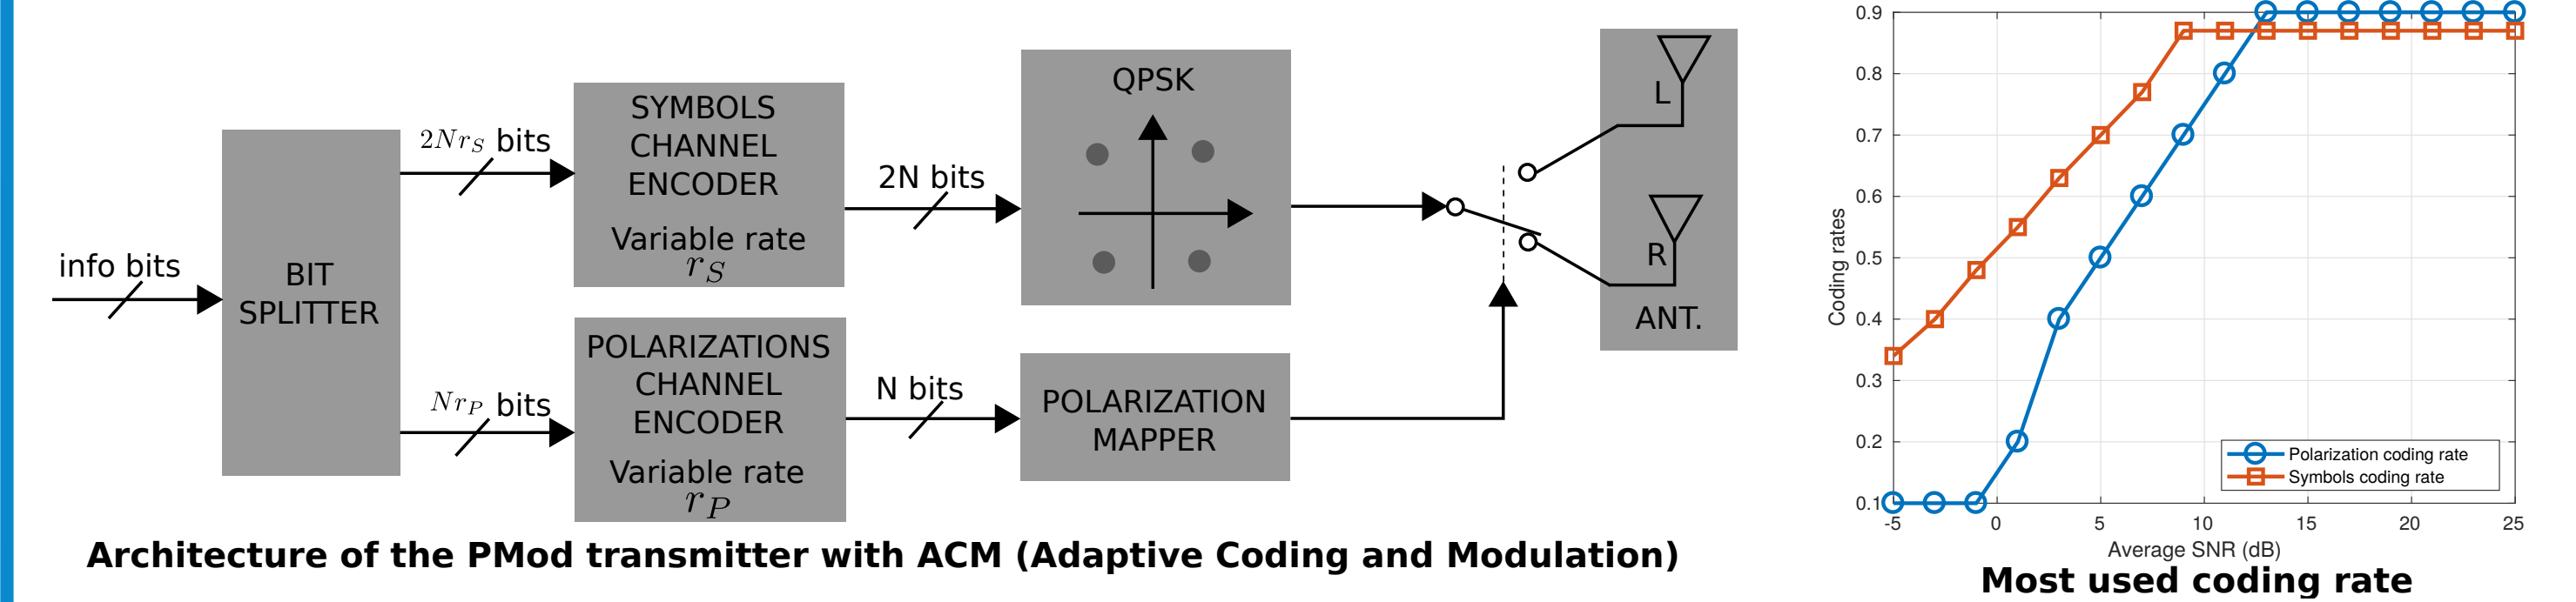 info bits
BIT
SPLITTER
2Nr_S bits
Nr_P bits
SYMBOLS
CHANNEL
ENCODER
Variable rate
r_S
POLARIZATIONS
CHANNEL
ENCODER
Variable rate
r_P
2N bits
N bits
QPSK
POLARIZATION
MAPPER
L
R
ANT.
Architecture of the PMod transmitter with ACM (Adaptive Coding and Modulation)
0.9
0.8
0.7
0.6
0.5
0.4
0.3
0.2
0.1
Coding rates
-5 0 5 10 15 20 25
Average SNR (dB)
Polarization coding rate
Symbols coding rate
Most used coding rate